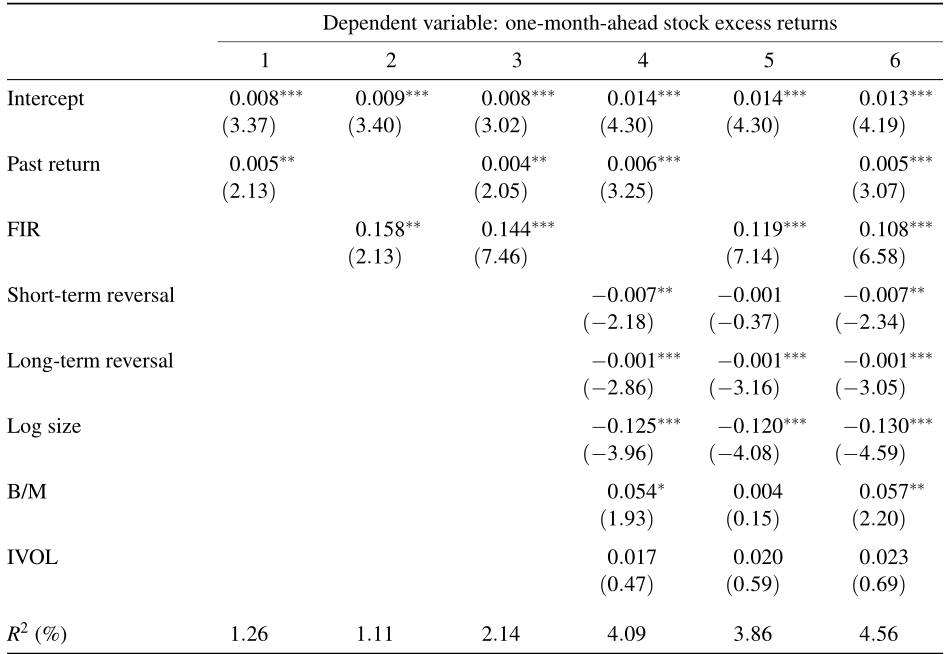 Dependent variable: one-month-ahead stock excess returns
1 2 3 4 5 6
Intercept 0.008*** 0.009*** 0.008*** 0.014*** 0.014*** 0.013***
(3.37) (3.40) (3.02) (4.30) (4.30) (4.19)
Past return 0.005** 0.004** 0.006*** 0.005***
(2.13) (2.05) (3.25) (3.07)
FIR 0.158** 0.144*** 0.119*** 0.108***
(2.13) (7.46) (7.14) (6.58)
Short-term reversal −0.007** −0.001 −0.007**
(−2.18) (−0.37) (−2.34)
Long-term reversal −0.001*** −0.001*** −0.001***
(−2.86) (−3.16) (−3.05)
Log size −0.125*** −0.120*** −0.130***
(−3.96) (−4.08) (−4.59)
B/M 0.054* 0.004 0.057**
(1.93) (0.15) (2.20)
IVOL 0.017 0.020 0.023
(0.47) (0.59) (0.69)
R² (%) 1.26 1.11 2.14 4.09 3.86 4.56